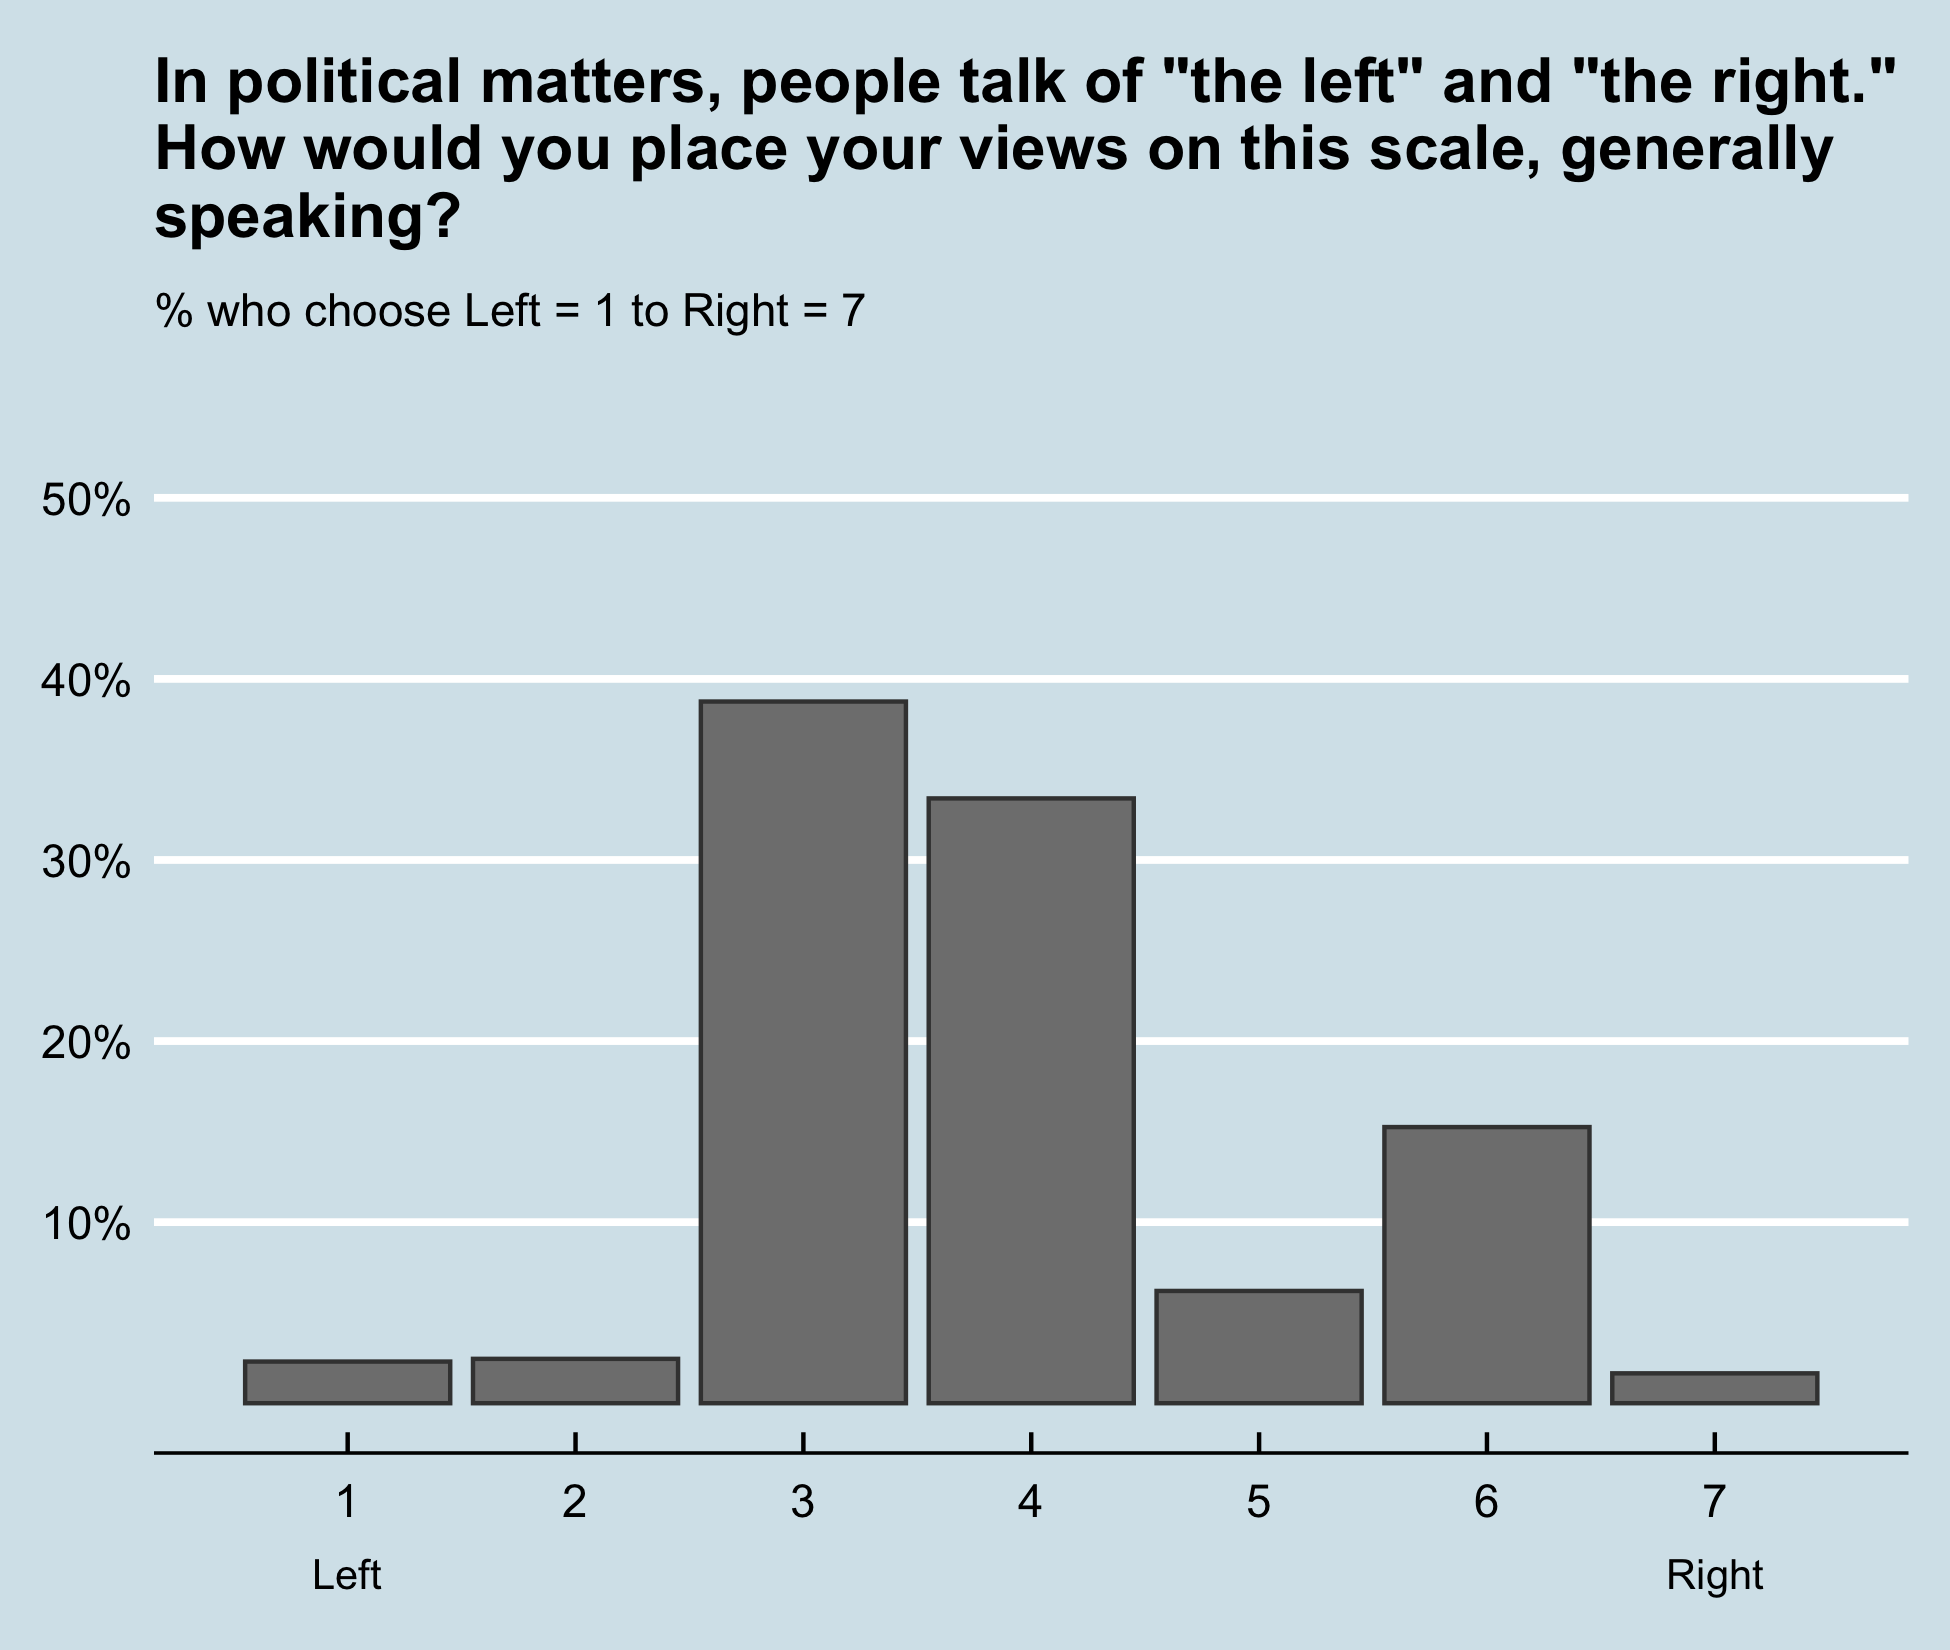 In political matters, people talk of "the left" and "the right."
How would you place your views on this scale, generally
speaking?
% who choose Left = 1 to Right = 7
50%
40%
30%
20%
10%
1 2 3 4 5 6 7
Left Right